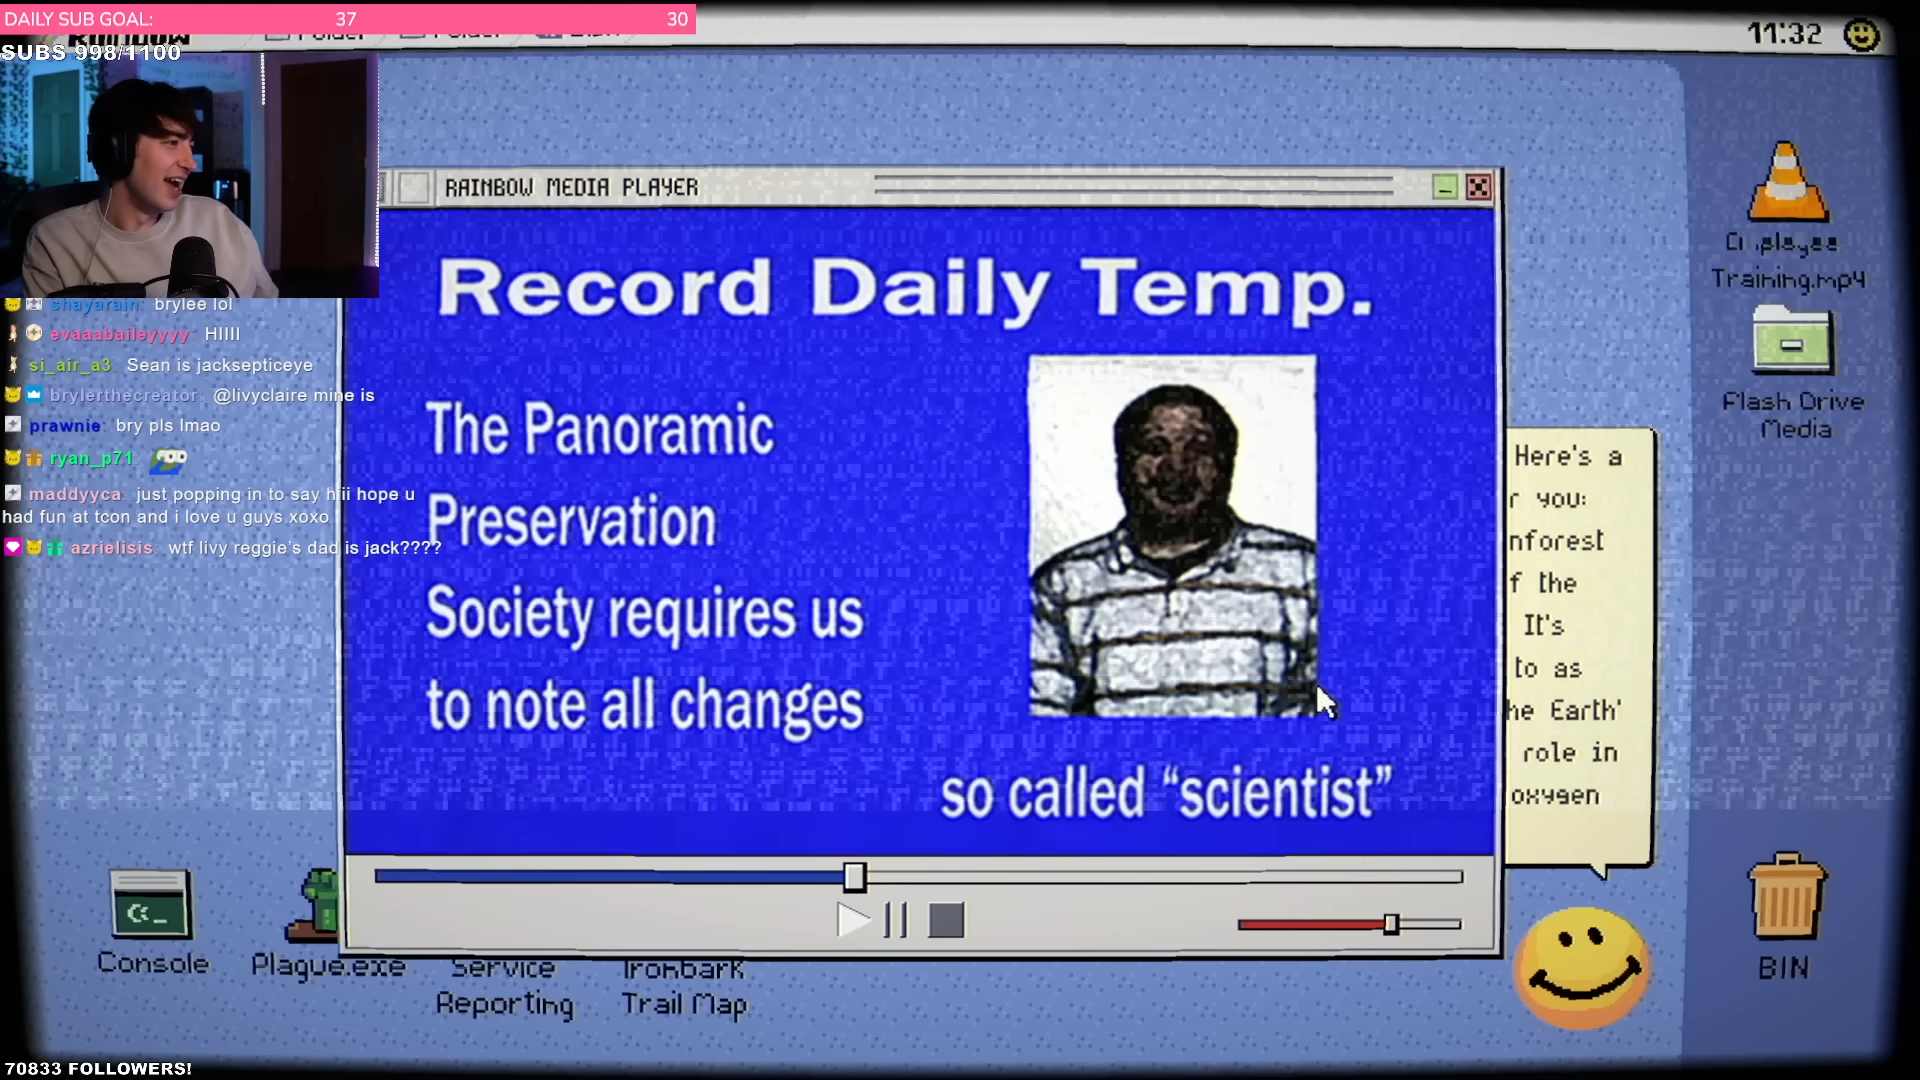 DAILY SUB GOAL: 37 30
SUBS 998/1100
11:32
RAINBOW MEDIA PLAYER
Record Daily Temp.
The Panoramic
Preservation
Society requires us
to note all changes
so called “scientist”
shayarain: brylee lol
evaaabaileyyyy: HIIII
si_air_a3: Sean is jacksepticeye
brylerthecreator: @livyclaire mine is
prawnie: bry pls lmao
ryan_p71:
maddyyca: just popping in to say hiii hope u
had fun at tcon and i love u guys xoxo
azrielisis: wtf livy reggie's dad is jack????
Training.mp4
Flash Drive
Media
Here's a
r you:
nforest
f the
It's
to as
he Earth'
role in
oxygen
Console
Plague.exe
Service
Reporting
Ironbark
Trail Map
BIN
70833 FOLLOWERS!